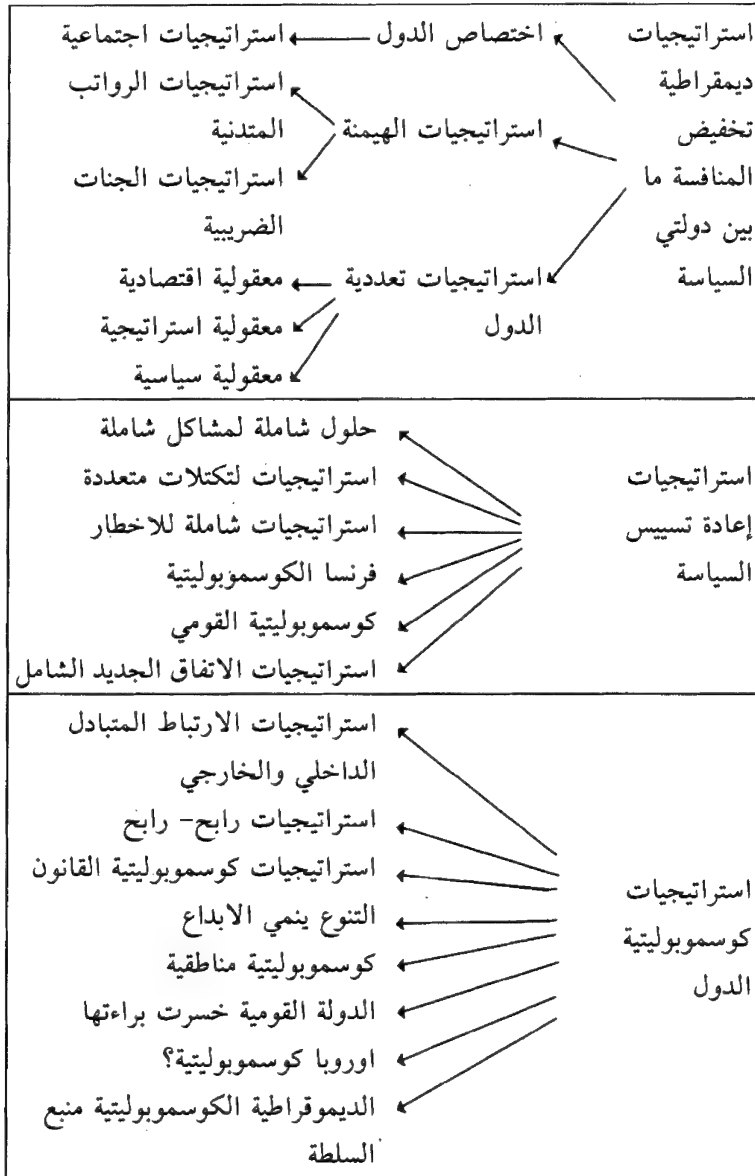 استراتيجيات
ديمقراطية
تخفيض
المنافسة ما
بين دولتي
السياسة
اختصاص الدول
استراتيجيات اجتماعية
استراتيجيات الهيمنة
استراتيجيات الرواتب
المتدنية
استراتيجيات الجنات
الضريبية
استراتيجيات تعددية
الدول
معقولية اقتصادية
معقولية استراتيجية
معقولية سياسية
استراتيجيات
إعادة تسييس
السياسة
حلول شاملة لمشاكل شاملة
استراتيجيات لتكتلات متعددة
استراتيجيات شاملة للاخطار
فرنسا الكوسموبوليتية
كوسموبوليتية القومي
استراتيجيات الاتفاق الجديد الشامل
استراتيجيات
كوسموبوليتية
الدول
استراتيجيات الارتباط المتبادل
الداخلي والخارجي
استراتيجيات رابح- رابح
استراتيجيات كوسموبوليتية القانون
التنوع ينمي الابداع
كوسموبوليتية مناطقية
الدولة القومية خسرت براءتها
اوروبا كوسموبوليتية؟
الديموقراطية الكوسموبوليتية منبع
السلطة